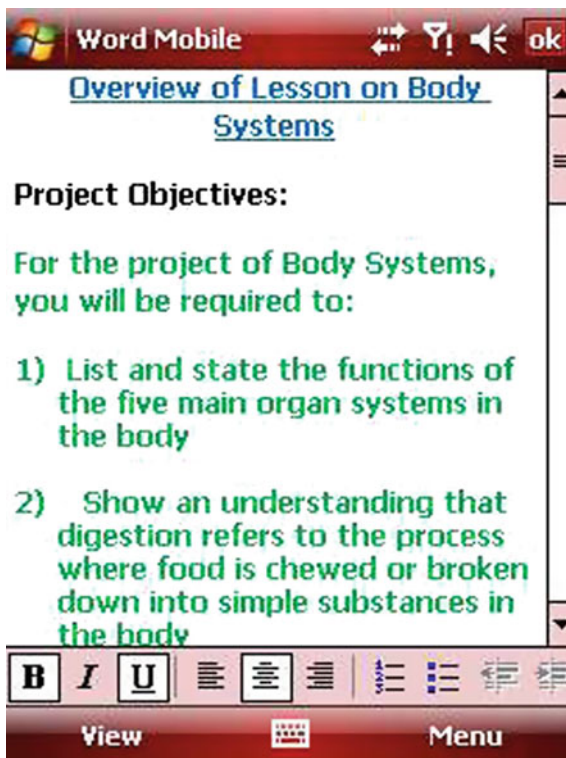 Word Mobile ok
Overview of Lesson on Body
Systems
Project Objectives:
For the project of Body Systems,
you will be required to:
1) List and state the functions of
the five main organ systems in
the body
2) Show an understanding that
digestion refers to the process
where food is chewed or broken
down into simple substances in
the body
B I U
View Menu